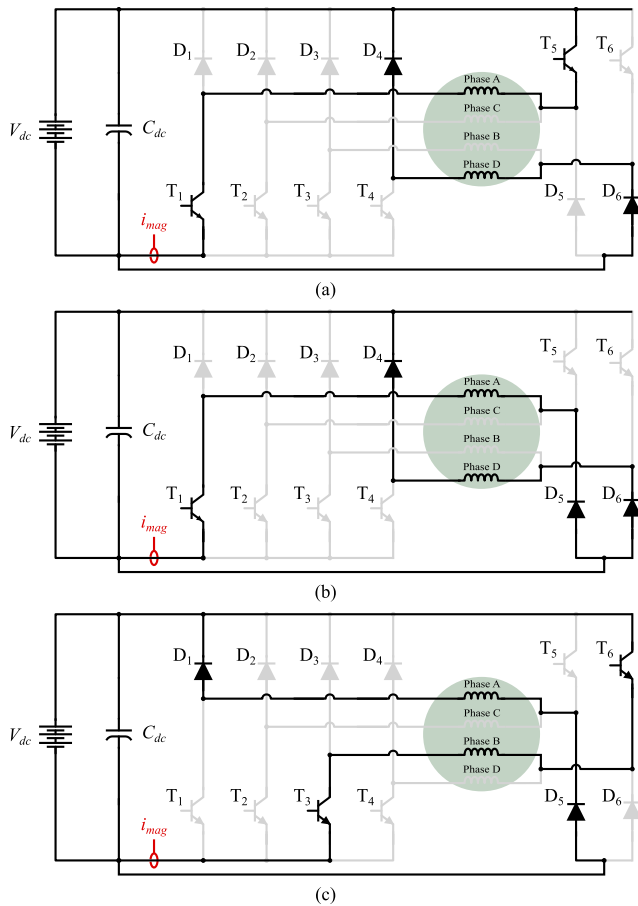 D1 D2 D3 D4 T5 T6
Phase A
Phase C
Phase B
Phase D
Vdc Cdc
T1 T2 T3 T4 D5 D6
imag
(a)
D1 D2 D3 D4 T5 T6
Phase A
Phase C
Phase B
Phase D
Vdc Cdc
T1 T2 T3 T4 D5 D6
imag
(b)
D1 D2 D3 D4 T5 T6
Phase A
Phase C
Phase B
Phase D
Vdc Cdc
T1 T2 T3 T4 D5 D6
imag
(c)